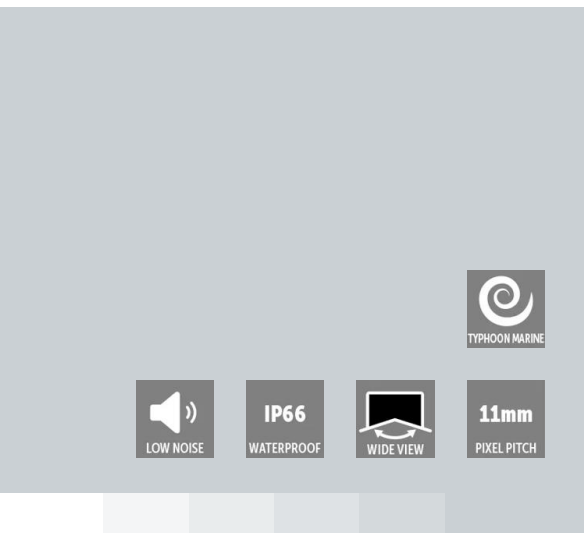 TYPHOON MARINE
LOW NOISE
IP66
WATERPROOF
WIDE VIEW
11mm
PIXEL PITCH